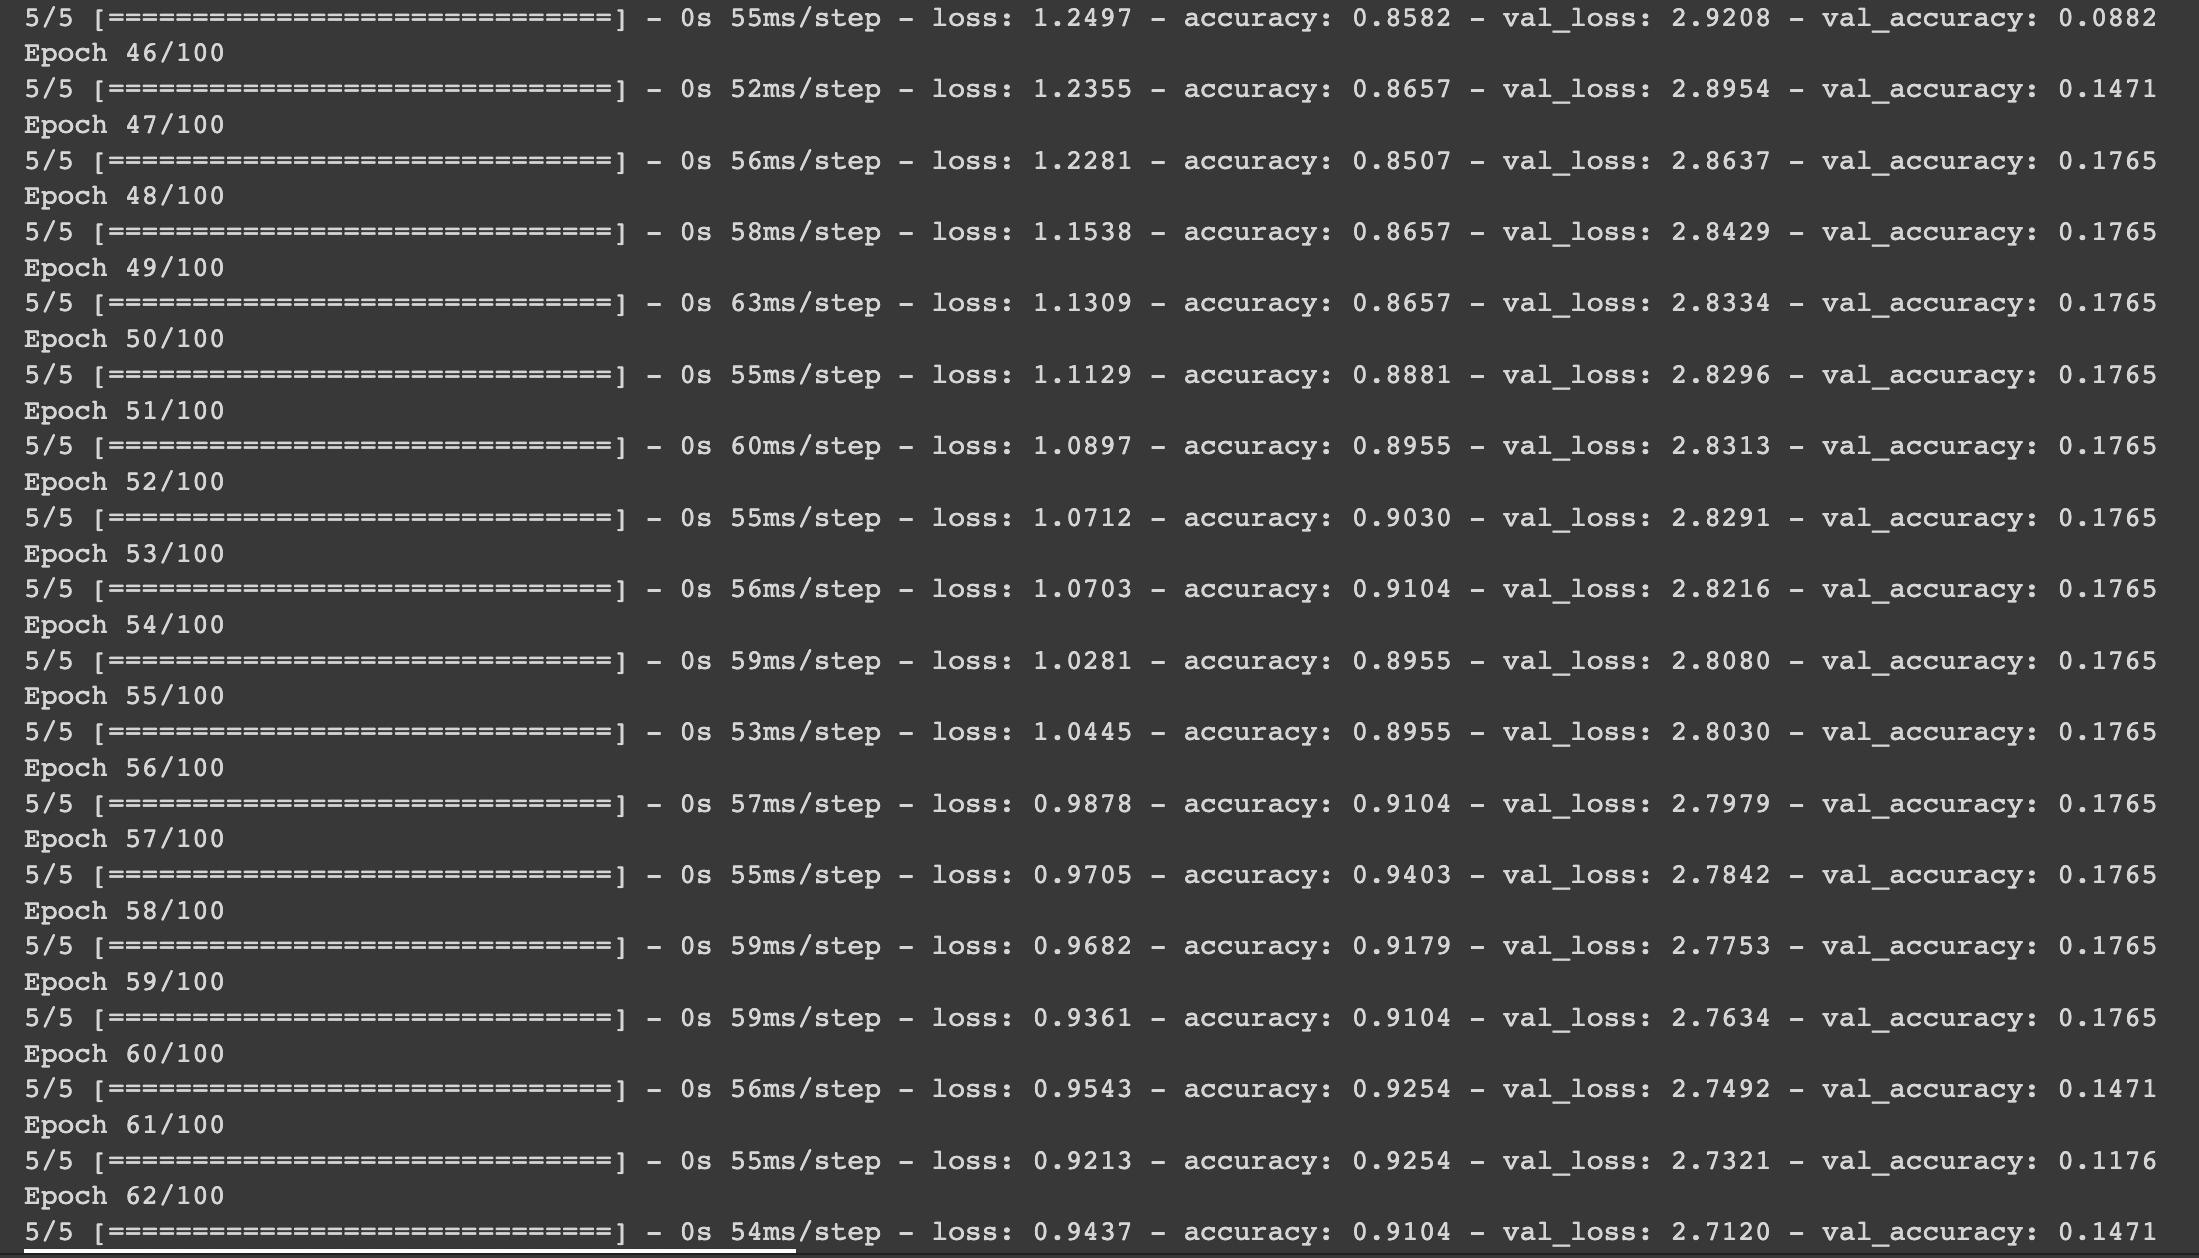 5/5 [==============================] - 0s 55ms/step - loss: 1.2497 - accuracy: 0.8582 - val_loss: 2.9208 - val_accuracy: 0.0882
Epoch 46/100
5/5 [==============================] - 0s 52ms/step - loss: 1.2355 - accuracy: 0.8657 - val_loss: 2.8954 - val_accuracy: 0.1471
Epoch 47/100
5/5 [==============================] - 0s 56ms/step - loss: 1.2281 - accuracy: 0.8507 - val_loss: 2.8637 - val_accuracy: 0.1765
Epoch 48/100
5/5 [==============================] - 0s 58ms/step - loss: 1.1538 - accuracy: 0.8657 - val_loss: 2.8429 - val_accuracy: 0.1765
Epoch 49/100
5/5 [==============================] - 0s 63ms/step - loss: 1.1309 - accuracy: 0.8657 - val_loss: 2.8334 - val_accuracy: 0.1765
Epoch 50/100
5/5 [==============================] - 0s 55ms/step - loss: 1.1129 - accuracy: 0.8881 - val_loss: 2.8296 - val_accuracy: 0.1765
Epoch 51/100
5/5 [==============================] - 0s 60ms/step - loss: 1.0897 - accuracy: 0.8955 - val_loss: 2.8313 - val_accuracy: 0.1765
Epoch 52/100
5/5 [==============================] - 0s 55ms/step - loss: 1.0712 - accuracy: 0.9030 - val_loss: 2.8291 - val_accuracy: 0.1765
Epoch 53/100
5/5 [==============================] - 0s 56ms/step - loss: 1.0703 - accuracy: 0.9104 - val_loss: 2.8216 - val_accuracy: 0.1765
Epoch 54/100
5/5 [==============================] - 0s 59ms/step - loss: 1.0281 - accuracy: 0.8955 - val_loss: 2.8080 - val_accuracy: 0.1765
Epoch 55/100
5/5 [==============================] - 0s 53ms/step - loss: 1.0445 - accuracy: 0.8955 - val_loss: 2.8030 - val_accuracy: 0.1765
Epoch 56/100
5/5 [==============================] - 0s 57ms/step - loss: 0.9878 - accuracy: 0.9104 - val_loss: 2.7979 - val_accuracy: 0.1765
Epoch 57/100
5/5 [==============================] - 0s 55ms/step - loss: 0.9705 - accuracy: 0.9403 - val_loss: 2.7842 - val_accuracy: 0.1765
Epoch 58/100
5/5 [==============================] - 0s 59ms/step - loss: 0.9682 - accuracy: 0.9179 - val_loss: 2.7753 - val_accuracy: 0.1765
Epoch 59/100
5/5 [==============================] - 0s 59ms/step - loss: 0.9361 - accuracy: 0.9104 - val_loss: 2.7634 - val_accuracy: 0.1765
Epoch 60/100
5/5 [==============================] - 0s 56ms/step - loss: 0.9543 - accuracy: 0.9254 - val_loss: 2.7492 - val_accuracy: 0.1471
Epoch 61/100
5/5 [==============================] - 0s 55ms/step - loss: 0.9213 - accuracy: 0.9254 - val_loss: 2.7321 - val_accuracy: 0.1176
Epoch 62/100
5/5 [==============================] - 0s 54ms/step - loss: 0.9437 - accuracy: 0.9104 - val_loss: 2.7120 - val_accuracy: 0.1471